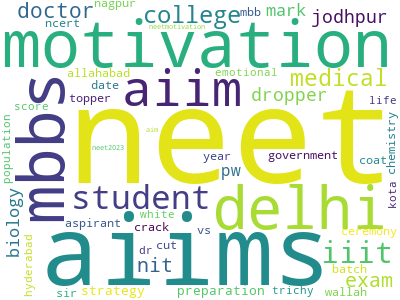 nagpur
neetmotivation
doctor
college
mbb
mark
ncert
jodhpur
motivation
allahabad
emotional
medical
aiim
date
dropper
life
topper
score
neet
mbbs
aim
chemistry
neet2023
population
year
government
coat
pw
student
delhi
kota
biology
white
aspirant
crack
vs
ceremony
aiims
iiit
dr
cut
nit
batch
exam
hyderabad
sir
strategy
preparation
trichy
wallah